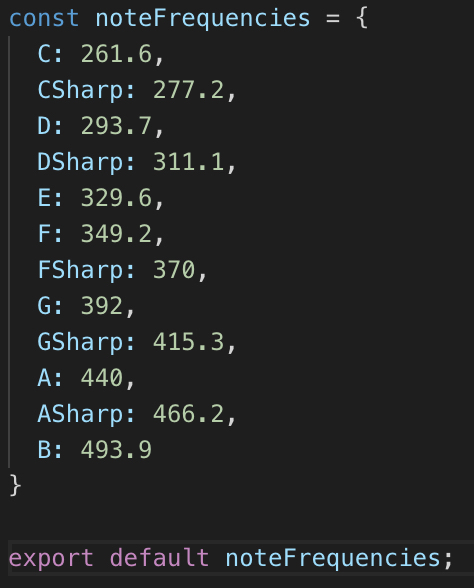 const noteFrequencies = {
  C: 261.6,
  CSharp: 277.2,
  D: 293.7,
  DSharp: 311.1,
  E: 329.6,
  F: 349.2,
  FSharp: 370,
  G: 392,
  GSharp: 415.3,
  A: 440,
  ASharp: 466.2,
  B: 493.9
}

export default noteFrequencies;